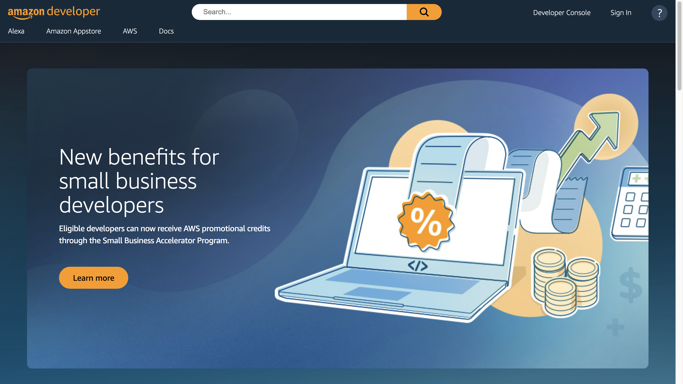 amazon developer
Search...
Developer Console
Sign In
?
Alexa
Amazon Appstore
AWS
Docs
New benefits for
small business
developers
Eligible developers can now receive AWS promotional credits
through the Small Business Accelerator Program.
Learn more
%
</>
$